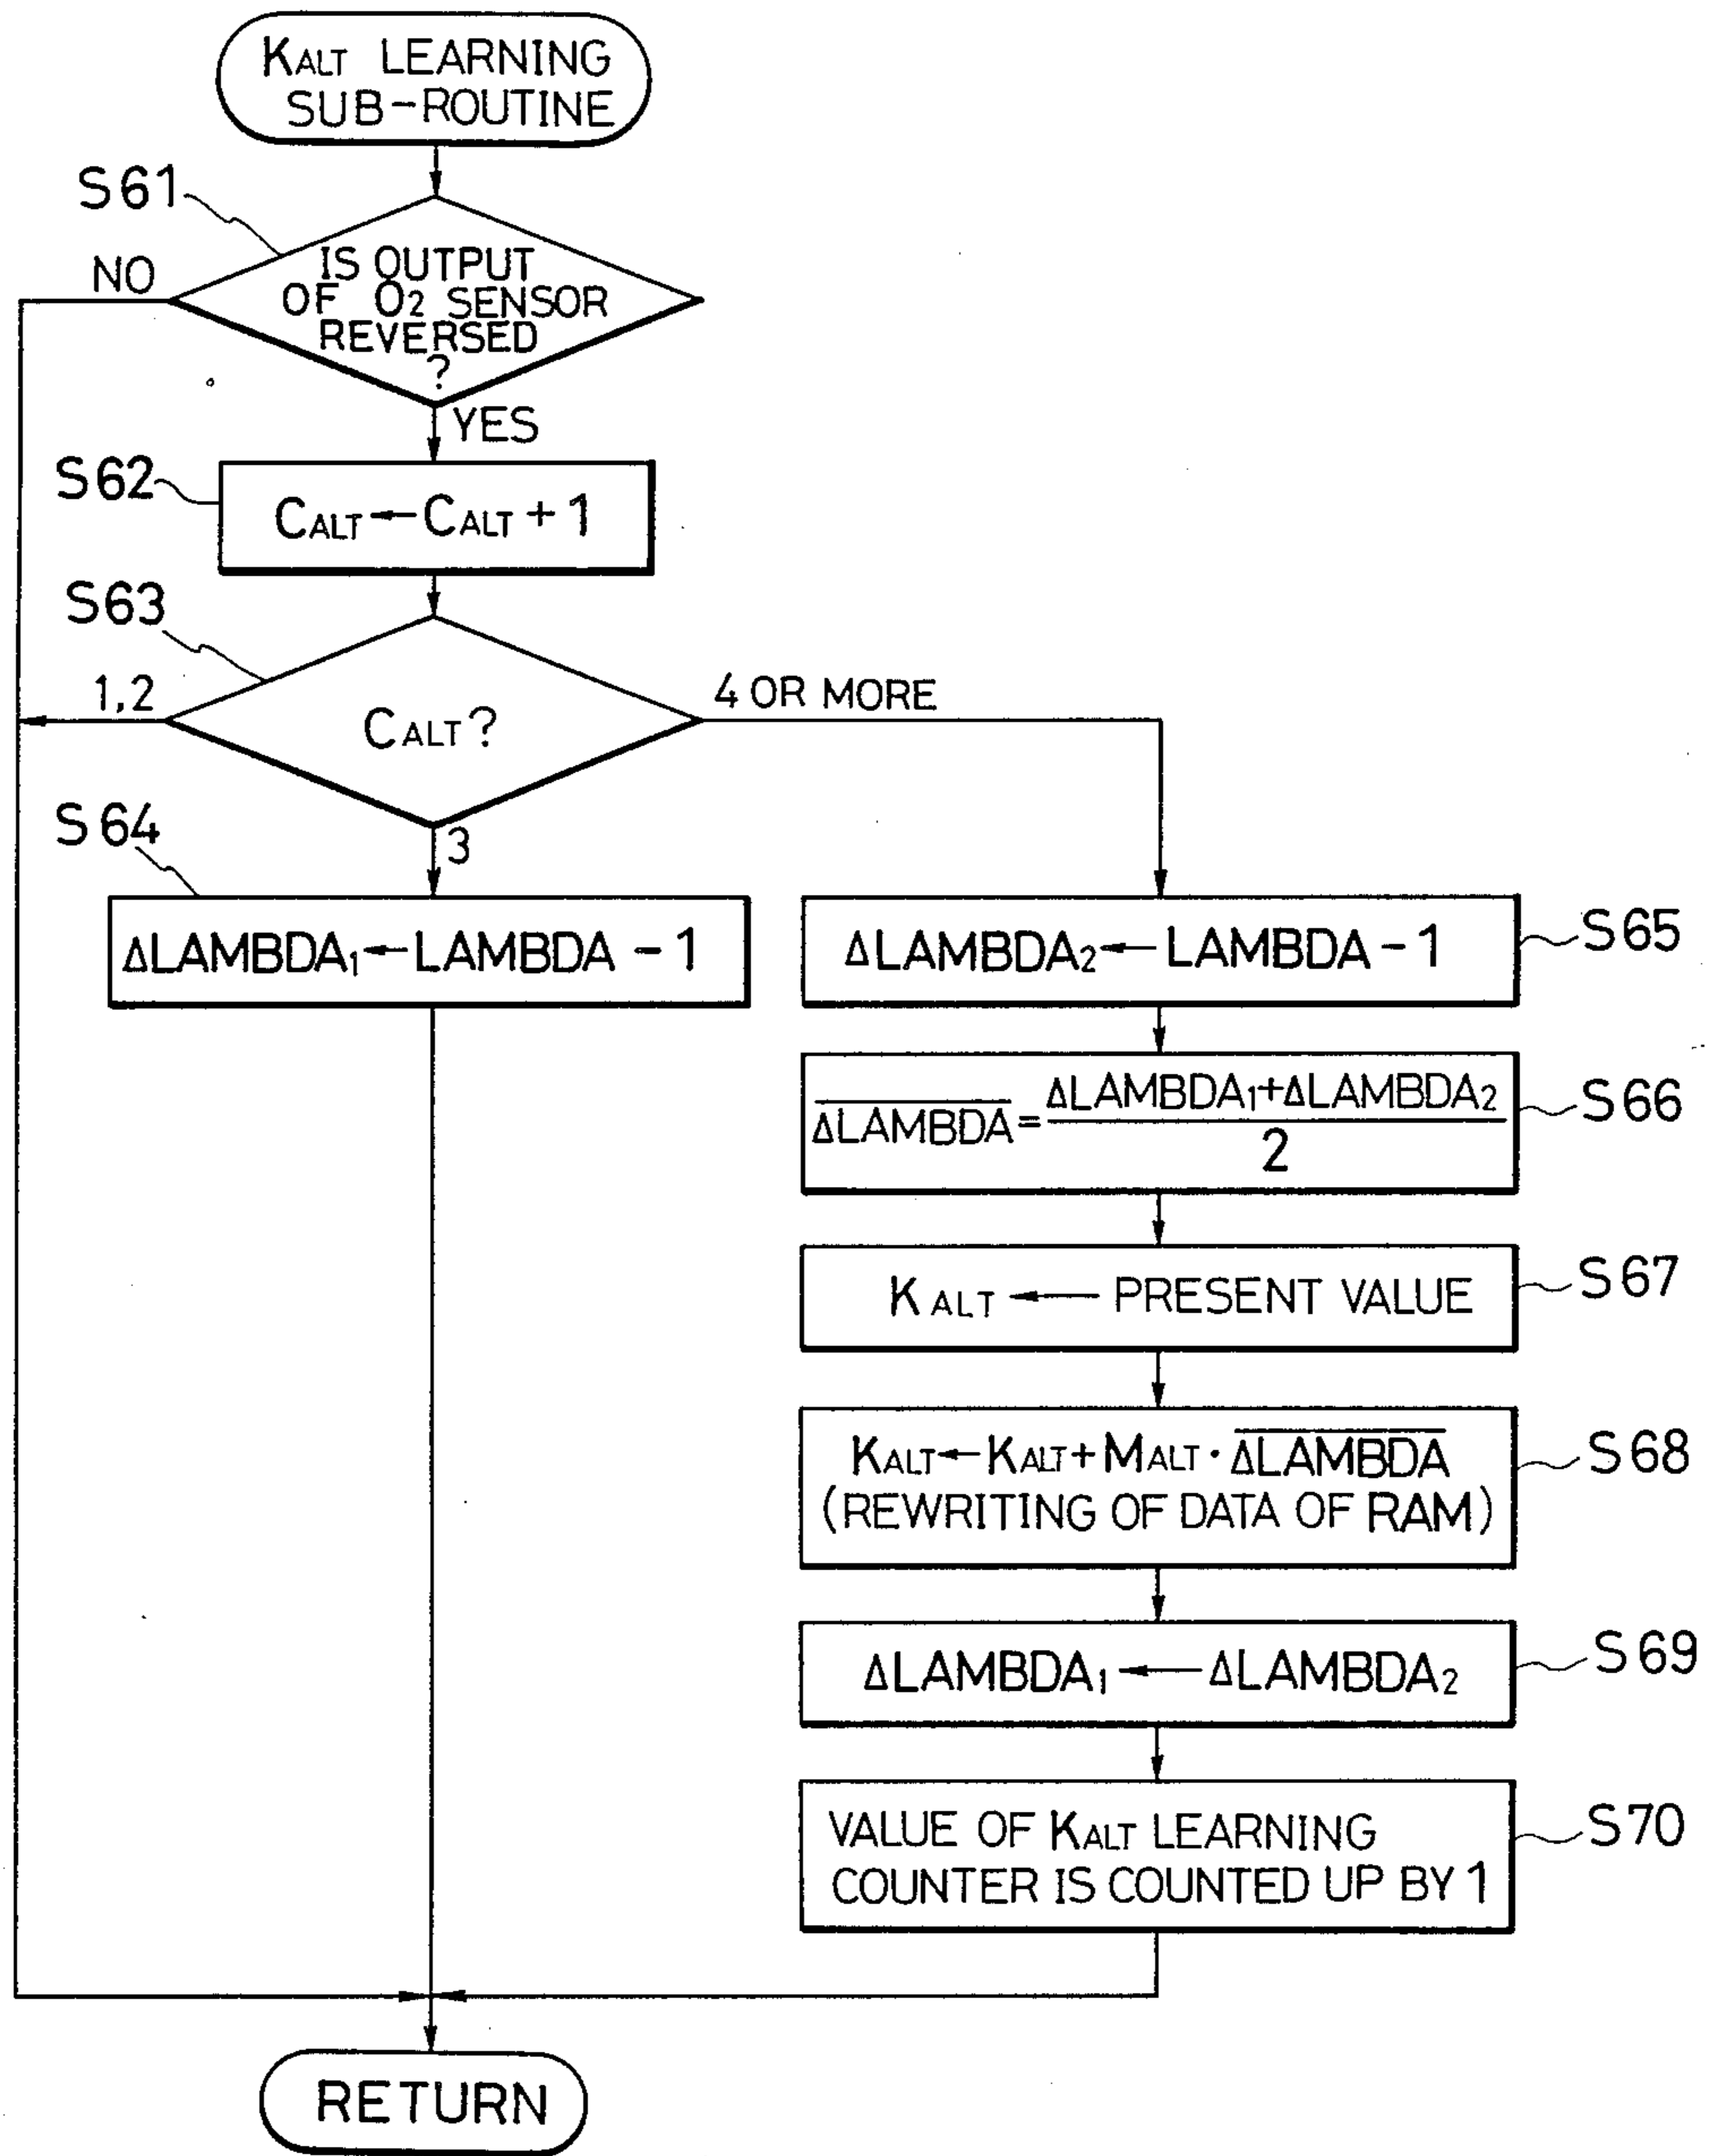 KALT LEARNING
SUB-ROUTINE
S61
NO
IS OUTPUT
OF O2 SENSOR
REVERSED
?
YES
S62
CALT ← CALT + 1
S63
1, 2
CALT ?
4 OR MORE
3
S64
ΔLAMBDA1 ← LAMBDA - 1
ΔLAMBDA2 ← LAMBDA - 1
S65
Δ̅L̅A̅M̅B̅D̅A̅ = ΔLAMBDA1+ΔLAMBDA2
2
S66
KALT ← PRESENT VALUE
S67
KALT ← KALT + MALT · Δ̅L̅A̅M̅B̅D̅A̅
(REWRITING OF DATA OF RAM)
S68
ΔLAMBDA1 ← ΔLAMBDA2
S69
VALUE OF KALT LEARNING
COUNTER IS COUNTED UP BY 1
S70
RETURN